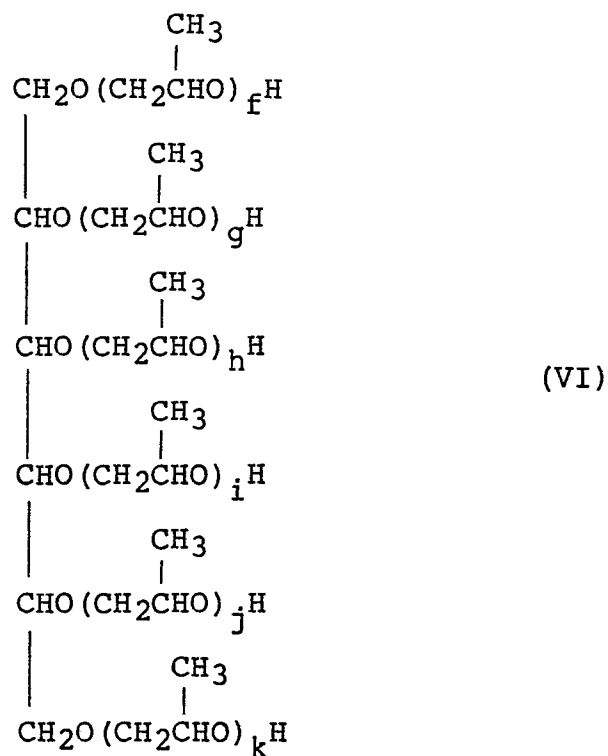 CH3
CH2O(CH2CHO)fH
CH3
CHO(CH2CHO)gH
CH3
CHO(CH2CHO)hH
(VI)
CH3
CHO(CH2CHO)iH
CH3
CHO(CH2CHO)jH
CH3
CH2O(CH2CHO)kH